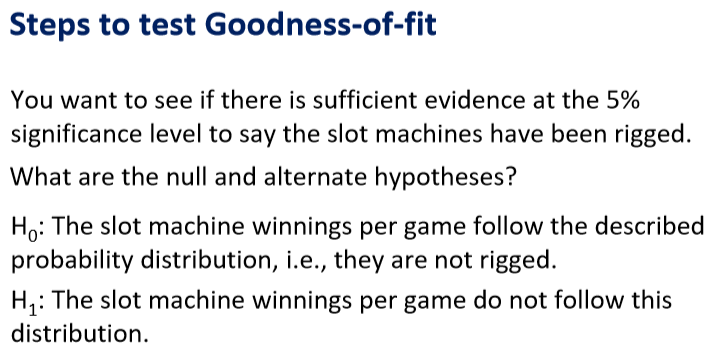 Steps to test Goodness-of-fit
You want to see if there is sufficient evidence at the 5%
significance level to say the slot machines have been rigged.
What are the null and alternate hypotheses?
H₀: The slot machine winnings per game follow the described
probability distribution, i.e., they are not rigged.
H₁: The slot machine winnings per game do not follow this
distribution.